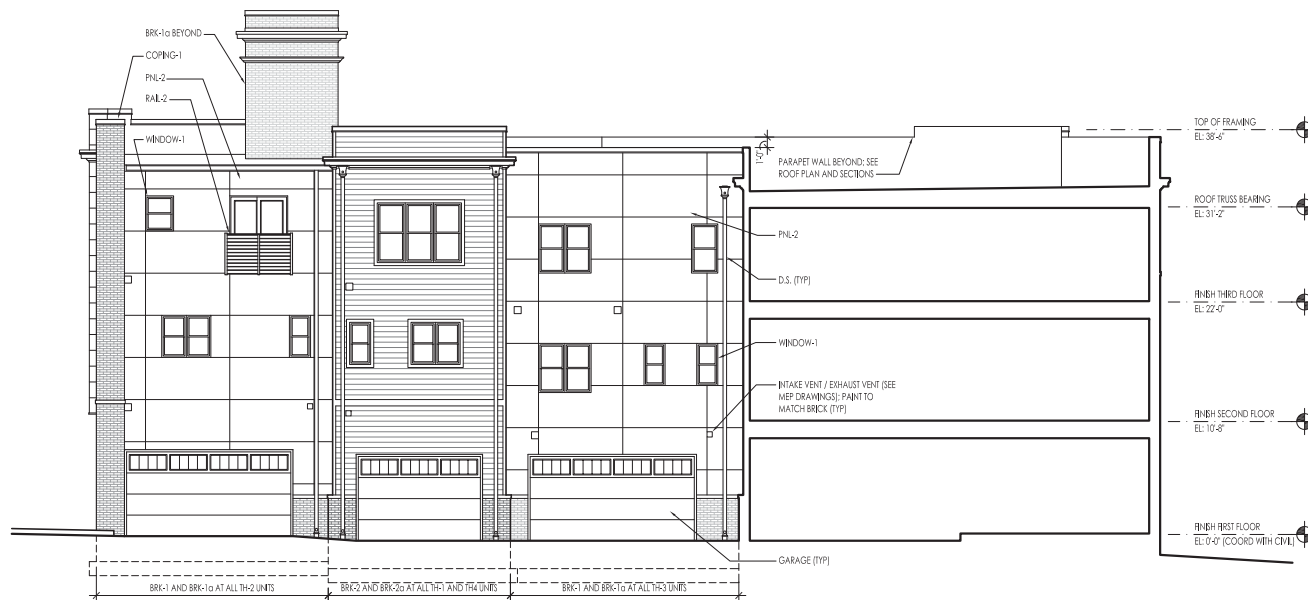 BRK-1a BEYOND
COPING-1
PNL-2
RAIL-2
WINDOW-1
1'-0"
PARAPET WALL BEYOND; SEE
ROOF PLAN AND SECTIONS
PNL-2
D.S. (TYP)
WINDOW-1
INTAKE VENT / EXHAUST VENT (SEE
MEP DRAWINGS); PAINT TO
MATCH BRICK (TYP)
GARAGE (TYP)
TOP OF FRAMING
EL: 38'-6"
ROOF TRUSS BEARING
EL: 31'-2"
FINISH THIRD FLOOR
EL: 22'-0"
FINISH SECOND FLOOR
EL: 10'-8"
FINISH FIRST FLOOR
EL: 0'-0" (COORD WITH CIVIL)
BRK-1 AND BRK-1a AT ALL TH-2 UNITS
BRK-2 AND BRK-2a AT ALL TH-1 AND TH4 UNITS
BRK-1 AND BRK-1a AT ALL TH-3 UNITS